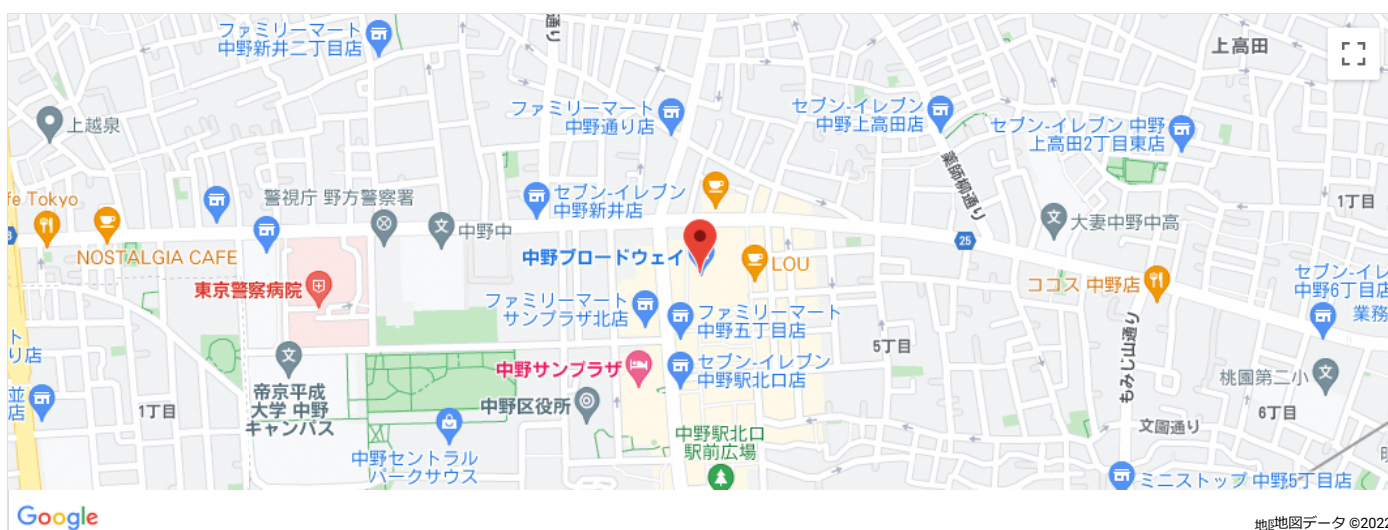 ファミリーマート
中野新井二丁目店
通り
上高田
上越泉
ファミリーマート
中野通り店
セブン-イレブン
中野上高田店
セブン-イレブン 中野
上高田2丁目東店
薬師柳通り
fe Tokyo
警視庁 野方警察署
セブン-イレブン
中野新井店
1丁目
中野中
大妻中野中高
25
NOSTALGIA CAFE
中野ブロードウェイ
LOU
東京警察病院
ココス 中野店
セブン-イレ
中野6丁目店
ファミリーマート
サンプラザ北店
ファミリーマート
中野五丁目店
業務
もみじ山通り
ト
り店
5丁目
中野サンプラザ
セブン-イレブン
中野駅北口店
帝京平成
大学 中野
キャンパス
桃園第二小
並
店
1丁目
中野区役所
6丁目
文園通り
中野駅北口
駅前広場
中野セントラル
パークサウス
ミニストップ 中野5丁目店
Google
地図データ ©2022